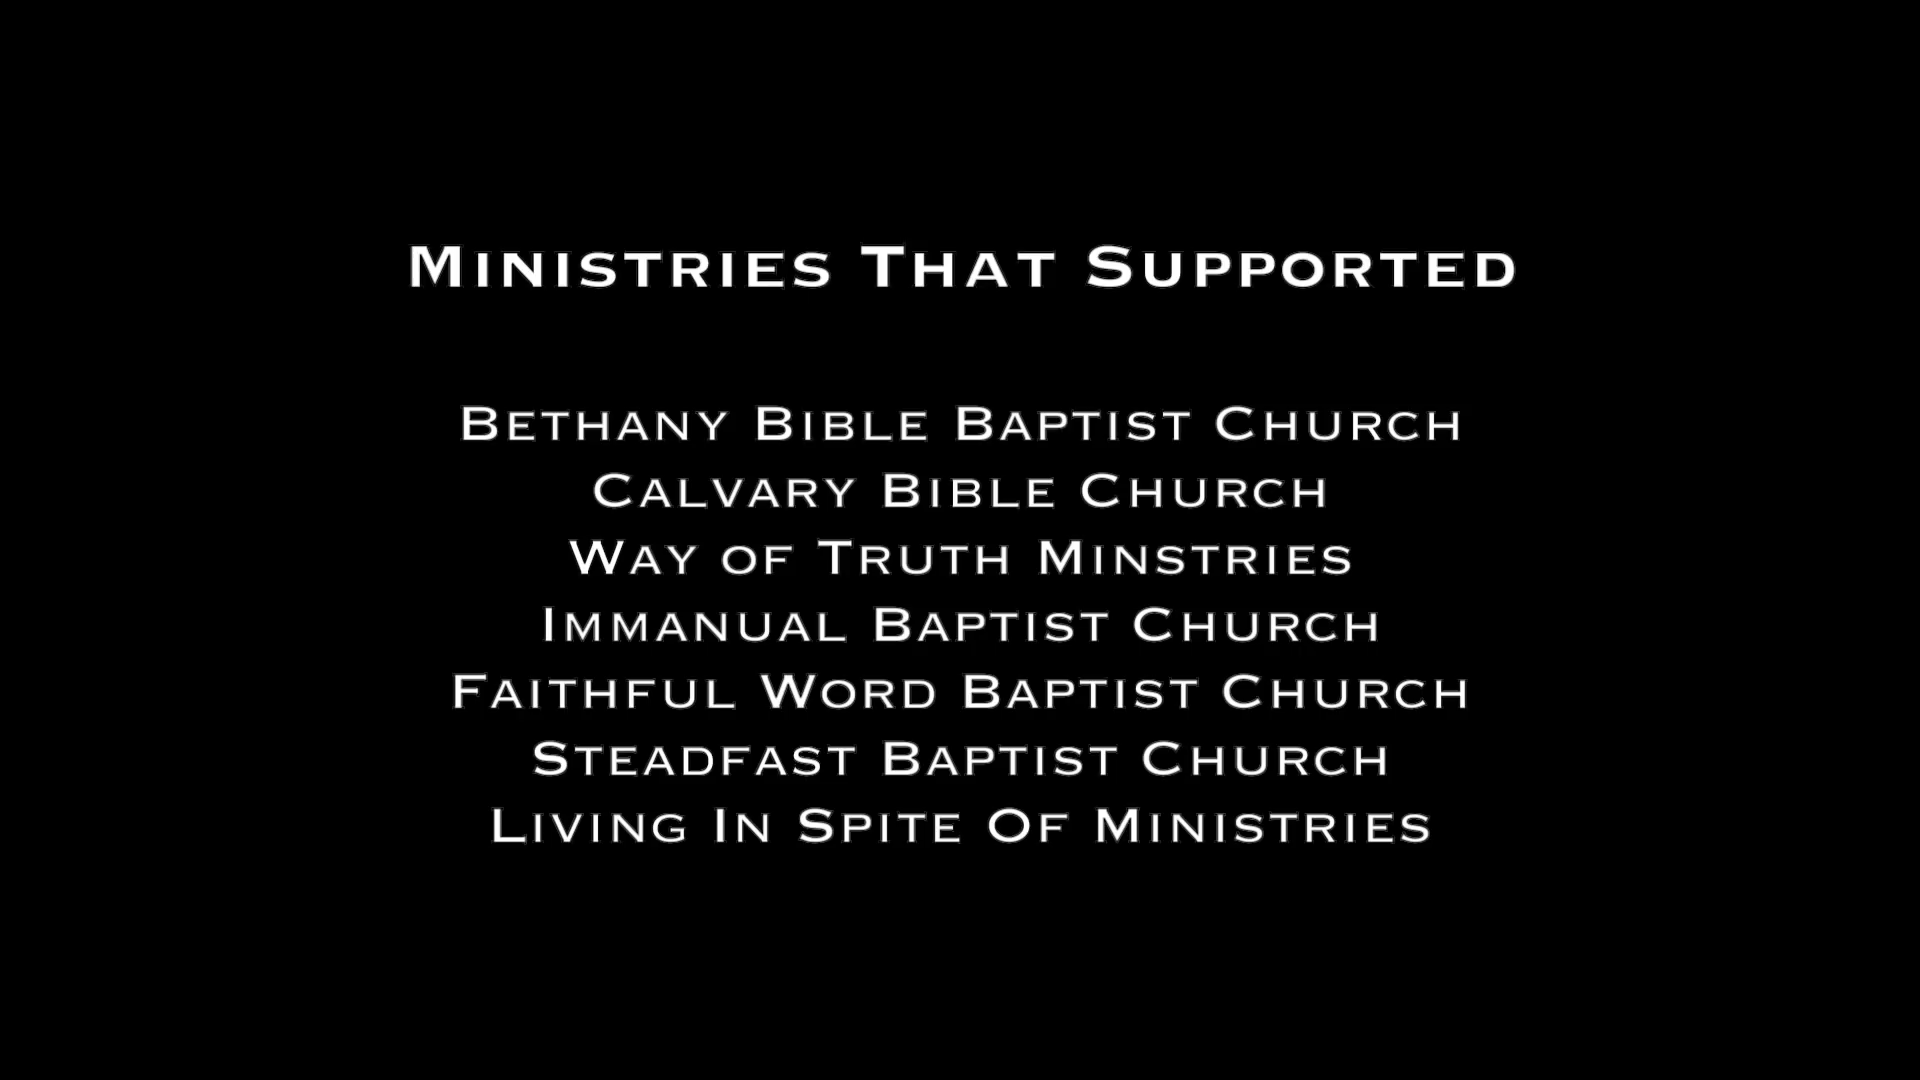 Ministries That Supported
Bethany Bible Baptist Church
Calvary Bible Church
Way of Truth Minstries
Immanual Baptist Church
Faithful Word Baptist Church
Steadfast Baptist Church
Living In Spite Of Ministries